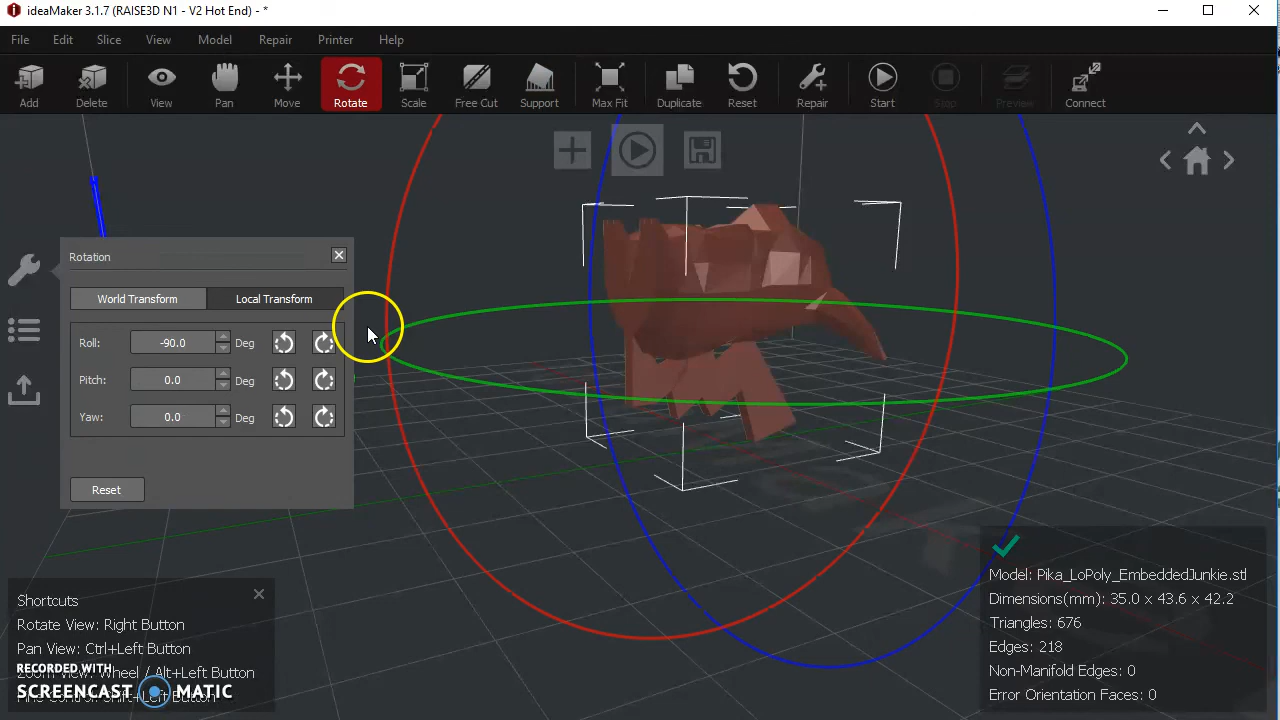 ideaMaker 3.1.7 (RAISE3D N1 - V2 Hot End) - *
File Edit Slice View Model Repair Printer Help
Add Delete View Pan Move Rotate Scale Free Cut Support Max Fit Duplicate Reset Repair Start Stop Preview Connect
Rotation
World Transform Local Transform
Roll: -90.0 Deg
Pitch: 0.0 Deg
Yaw: 0.0 Deg
Reset
Shortcuts
Rotate View: Right Button
Pan View: Ctrl+Left Button
Zoom View: Wheel / Alt+Left Button
Shift+Left Button
RECORDED WITH
SCREENCAST MATIC
Model: Pika_LoPoly_EmbeddedJunkie.stl
Dimensions(mm): 35.0 x 43.6 x 42.2
Triangles: 676
Edges: 218
Non-Manifold Edges: 0
Error Orientation Faces: 0